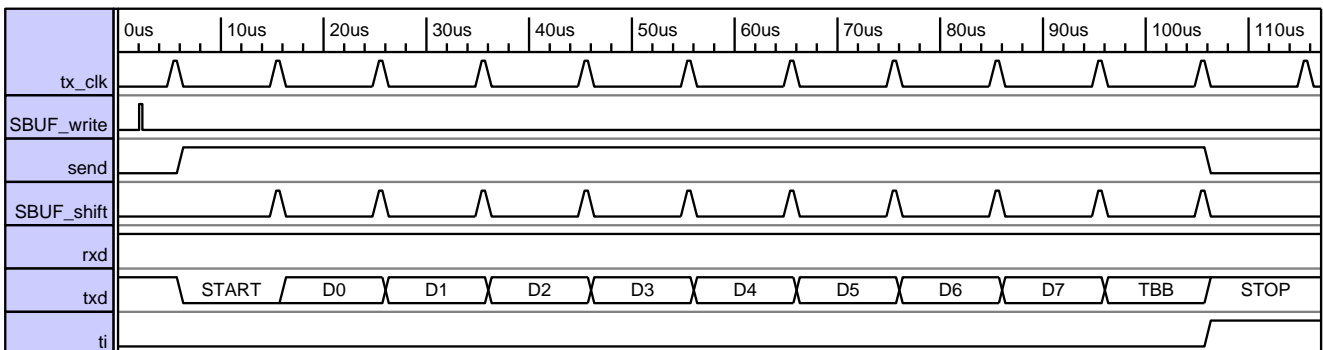 0us 10us 20us 30us 40us 50us 60us 70us 80us 90us 100us 110us
tx_clk
SBUF_write
send
SBUF_shift
rxd
txd START D0 D1 D2 D3 D4 D5 D6 D7 TBB STOP
ti